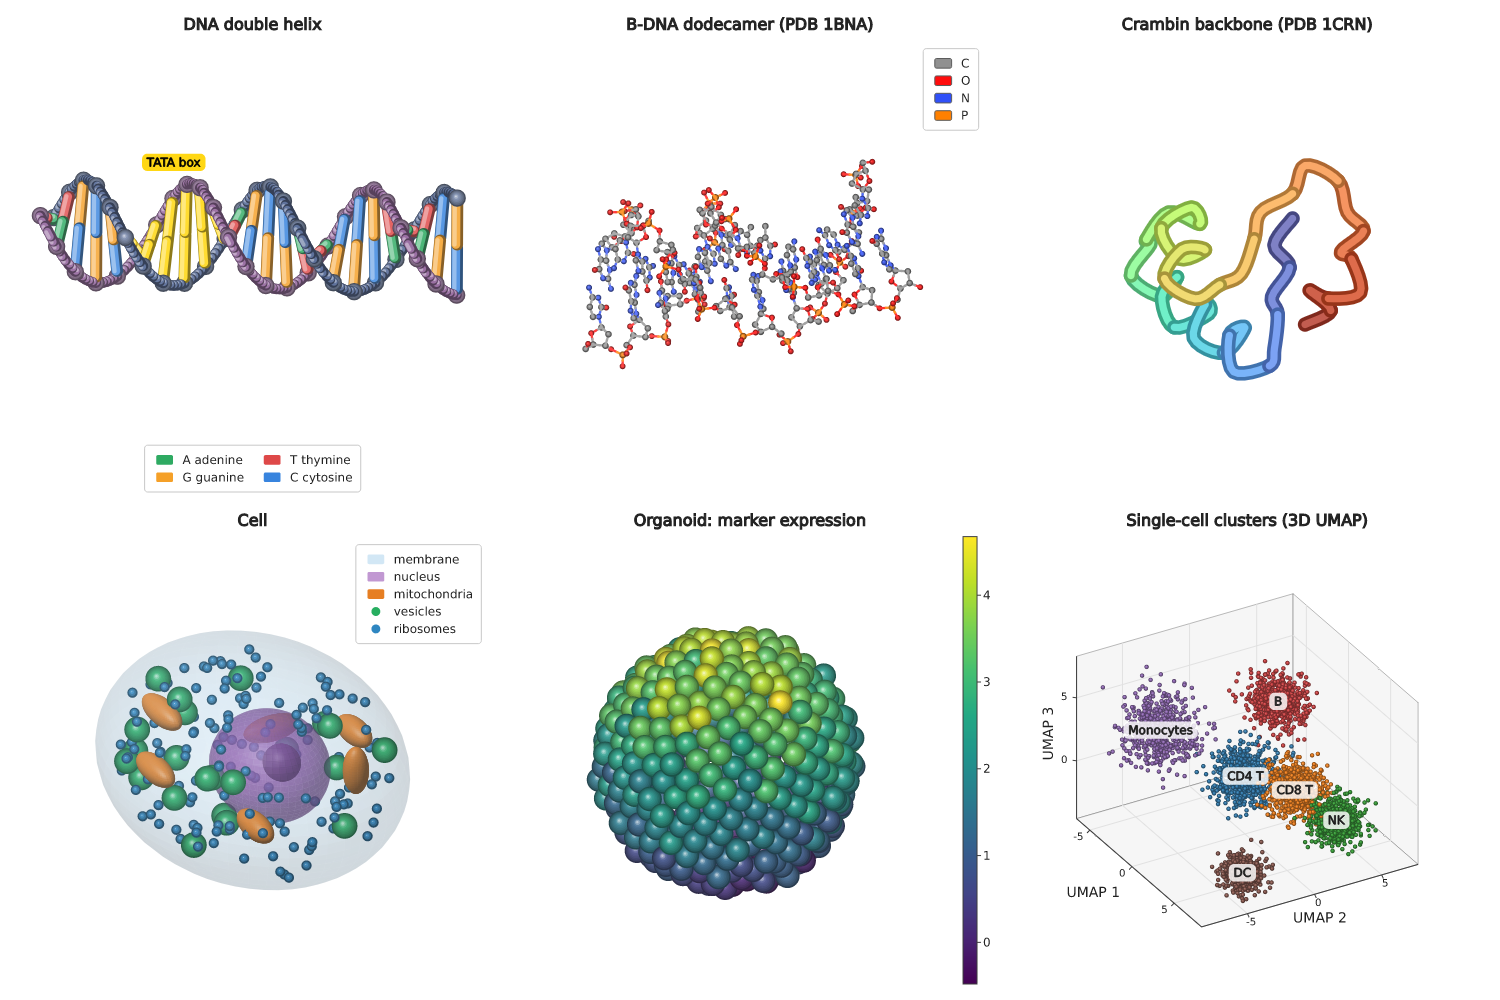 DNA double helix
B-DNA dodecamer (PDB 1BNA)
Crambin backbone (PDB 1CRN)
TATA box
A adenine
T thymine
G guanine
C cytosine
C
O
N
P
Cell
Organoid: marker expression
Single-cell clusters (3D UMAP)
membrane
nucleus
mitochondria
vesicles
ribosomes
4
3
2
1
0
UMAP 3
5
0
Monocytes
B
CD4 T
CD8 T
NK
DC
-5
0
5
UMAP 1
-5
0
5
UMAP 2